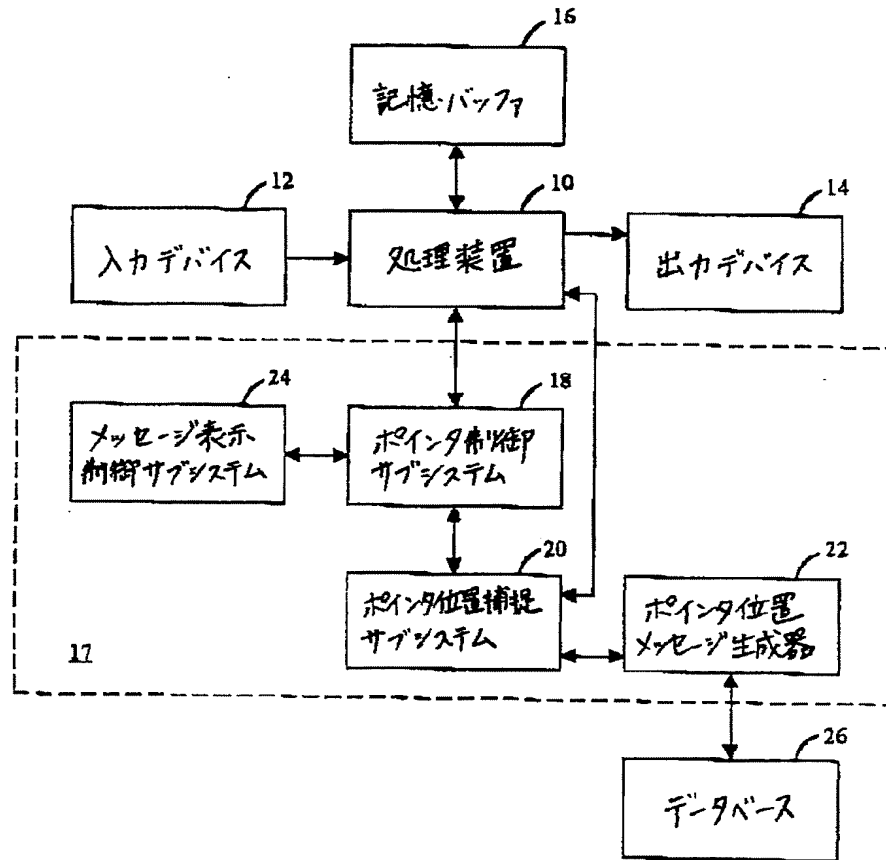 16
記憶・バッファ
12
10
14
入力デバイス
処理装置
出力デバイス
24
18
メッセージ表示
制御サブシステム
ポインタ制御
サブシステム
20
22
ポインタ位置捕捉
サブシステム
ポインタ位置
メッセージ生成器
17
26
データベース